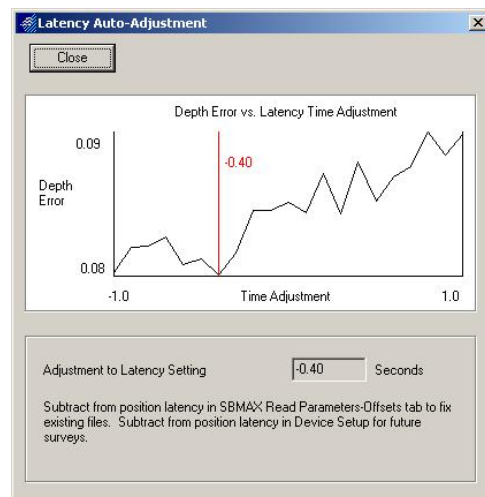 Latency Auto-Adjustment
Close
Depth Error vs. Latency Time Adjustment
0.09
-0.40
Depth
Error
0.08
-1.0 Time Adjustment 1.0
Adjustment to Latency Setting -0.40 Seconds
Subtract from position latency in SBMAX Read Parameters-Offsets tab to fix
existing files. Subtract from position latency in Device Setup for future
surveys.